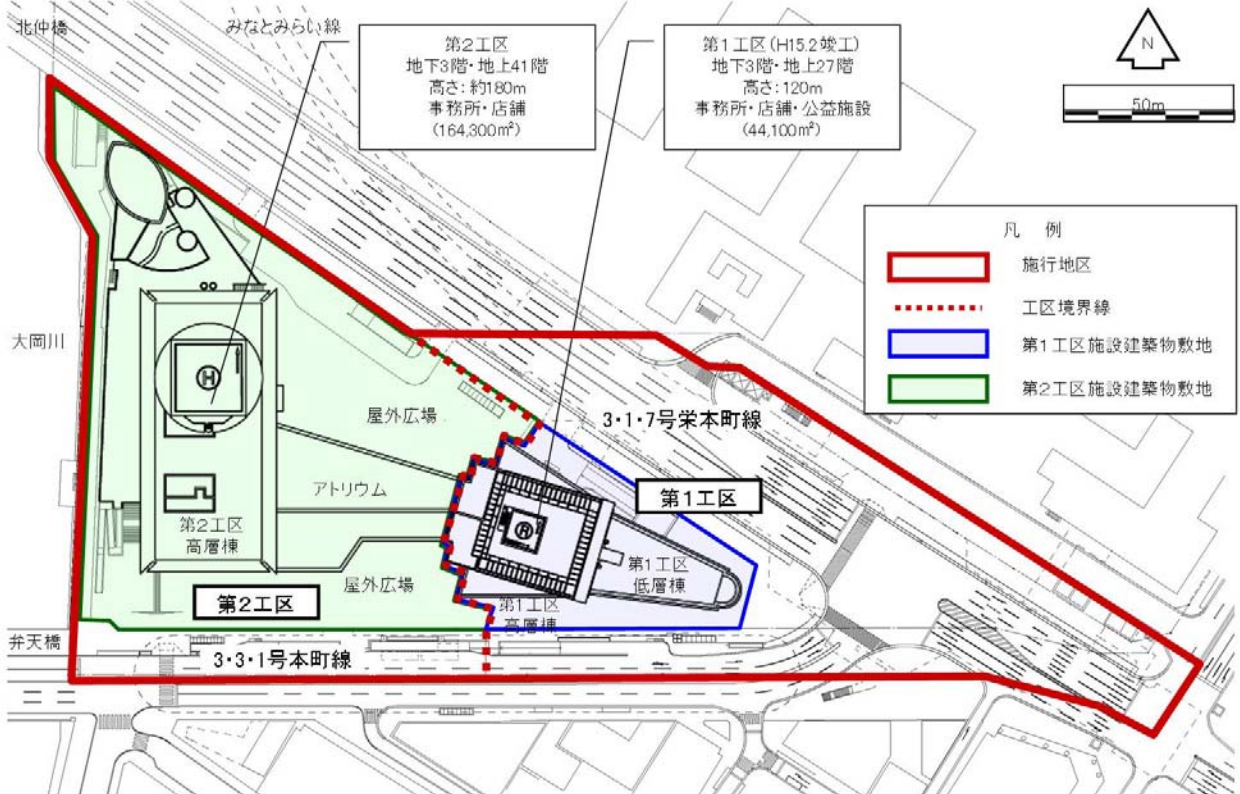 北仲橋
みなとみらい線
第2工区
地下3階・地上41階
高さ：約180m
事務所・店舗
(164,300㎡)
第1工区(H15.2竣工)
地下3階・地上27階
高さ：120m
事務所・店舗・公益施設
(44,100㎡)
N
50m
凡　例
施行地区
工区境界線
第1工区施設建築物敷地
第2工区施設建築物敷地
大岡川
H
屋外広場
3・1・7号栄本町線
アトリウム
第1工区
第2工区
高層棟
H
第1工区
低層棟
屋外広場
第2工区
第1工区
高層棟
弁天橋
3・3・1号本町線